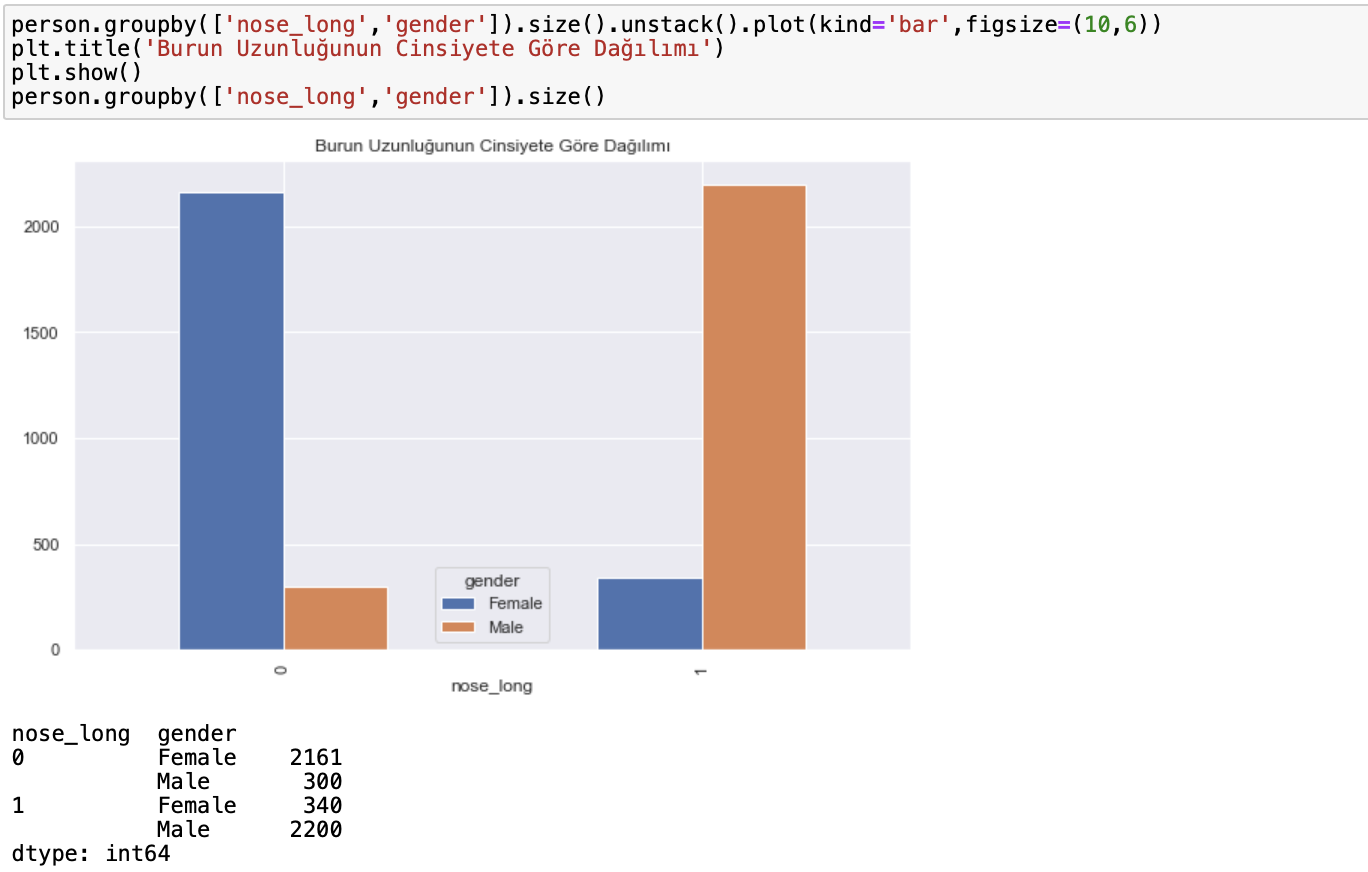 person.groupby(['nose_long','gender']).size().unstack().plot(kind='bar',figsize=(10,6))
plt.title('Burun Uzunluğunun Cinsiyete Göre Dağılımı')
plt.show()
person.groupby(['nose_long','gender']).size()
Burun Uzunluğunun Cinsiyete Göre Dağılımı
2000
1500
1000
500
0
gender
Female
Male
0
1
nose_long
nose_long gender
0 Female 2161
Male 300
1 Female 340
Male 2200
dtype: int64